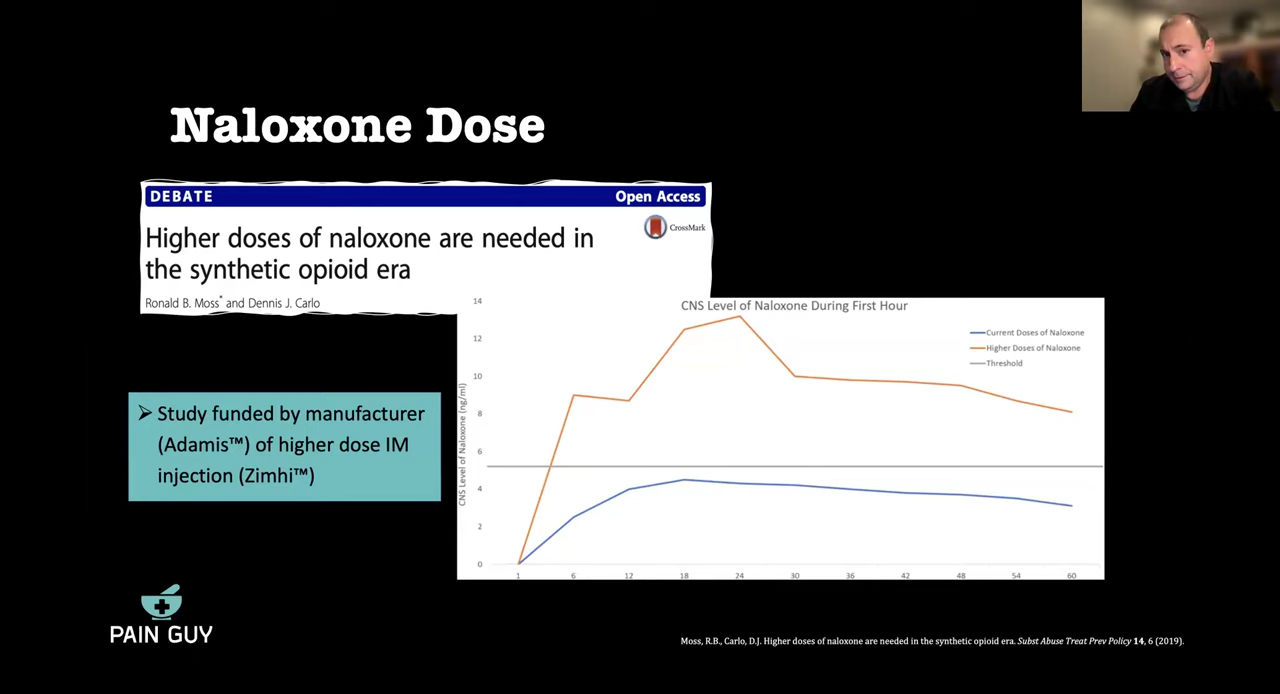 Naloxone Dose
DEBATE
Open Access
Higher doses of naloxone are needed in
the synthetic opioid era
CrossMark
Ronald B. Moss* and Dennis J. Carlo
➢ Study funded by manufacturer
(Adamis™) of higher dose IM
injection (Zimhi™)
CNS Level of Naloxone During First Hour
Current Doses of Naloxone
Higher Doses of Naloxone
Threshold
CNS Level of Naloxone (ng/ml)
14
12
10
8
6
4
2
0
1 6 12 18 24 30 36 42 48 54 60
PAIN GUY
Moss, R.B., Carlo, D.J. Higher doses of naloxone are needed in the synthetic opioid era. Subst Abuse Treat Prev Policy 14, 6 (2019).